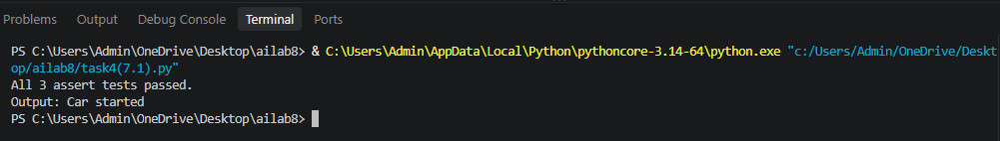 Problems Output Debug Console Terminal Ports
PS C:\Users\Admin\OneDrive\Desktop\ailab8> & C:\Users\Admin\AppData\Local\Python\pythoncore-3.14-64\python.exe "c:/Users/Admin/OneDrive/Deskt
op/ailab8/task4(7.1).py"
All 3 assert tests passed.
Output: Car started
PS C:\Users\Admin\OneDrive\Desktop\ailab8>